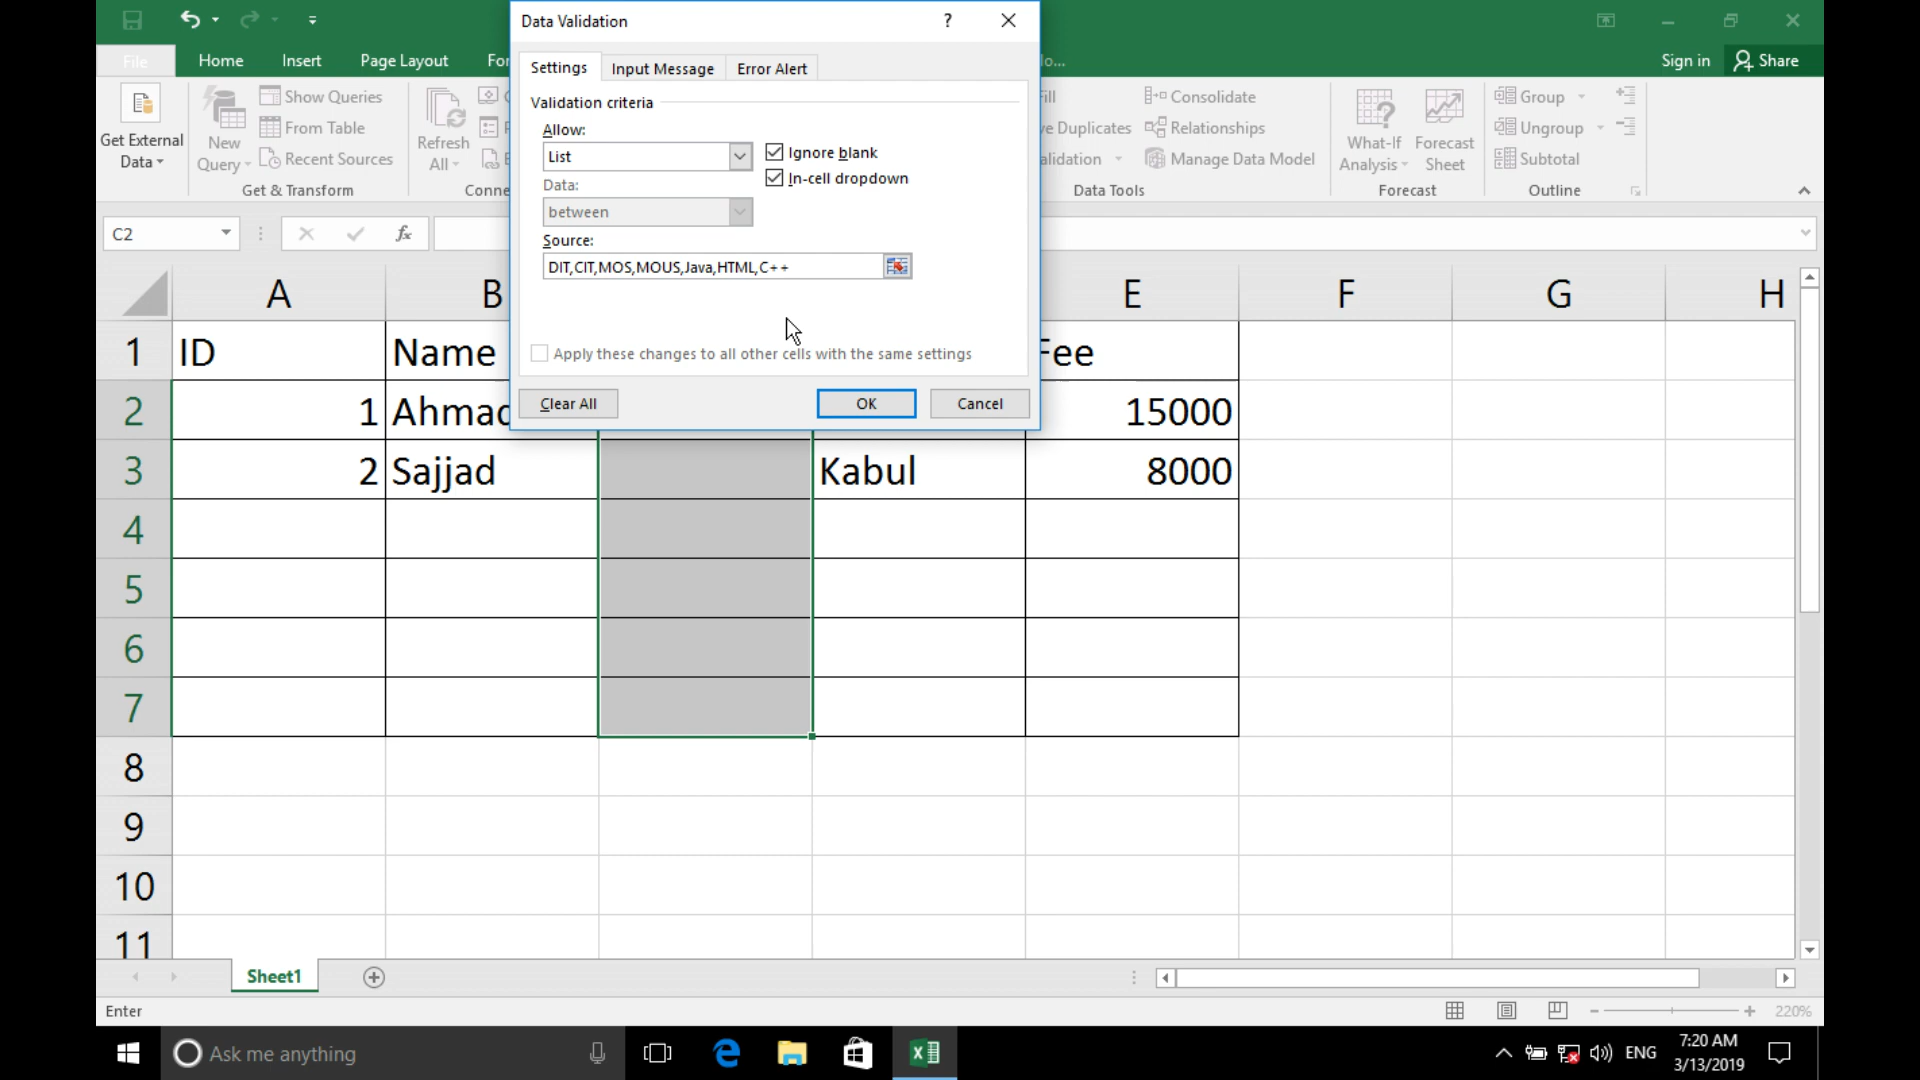 Data Validation
?
Settings
Input Message
Error Alert
Validation criteria
Allow:
List
Ignore blank
In-cell dropdown
Data:
between
Source:
DIT,CIT,MOS,MOUS,Java,HTML,C++
Apply these changes to all other cells with the same settings
Clear All
OK
Cancel
File
Home
Insert
Page Layout
Sign in
Share
Get External
Data
New
Query
Show Queries
From Table
Recent Sources
Get & Transform
Refresh
All
Consolidate
Relationships
Manage Data Model
Data Tools
What-If
Analysis
Forecast
Sheet
Forecast
Group
Ungroup
Subtotal
Outline
C2
fx
A B E F G H
1 ID Name Fee
2 1 Ahmad 15000
3 2 Sajjad Kabul 8000
4
5
6
7
8
9
10
11
Sheet1
Enter
220%
Ask me anything
ENG
7:20 AM
3/13/2019